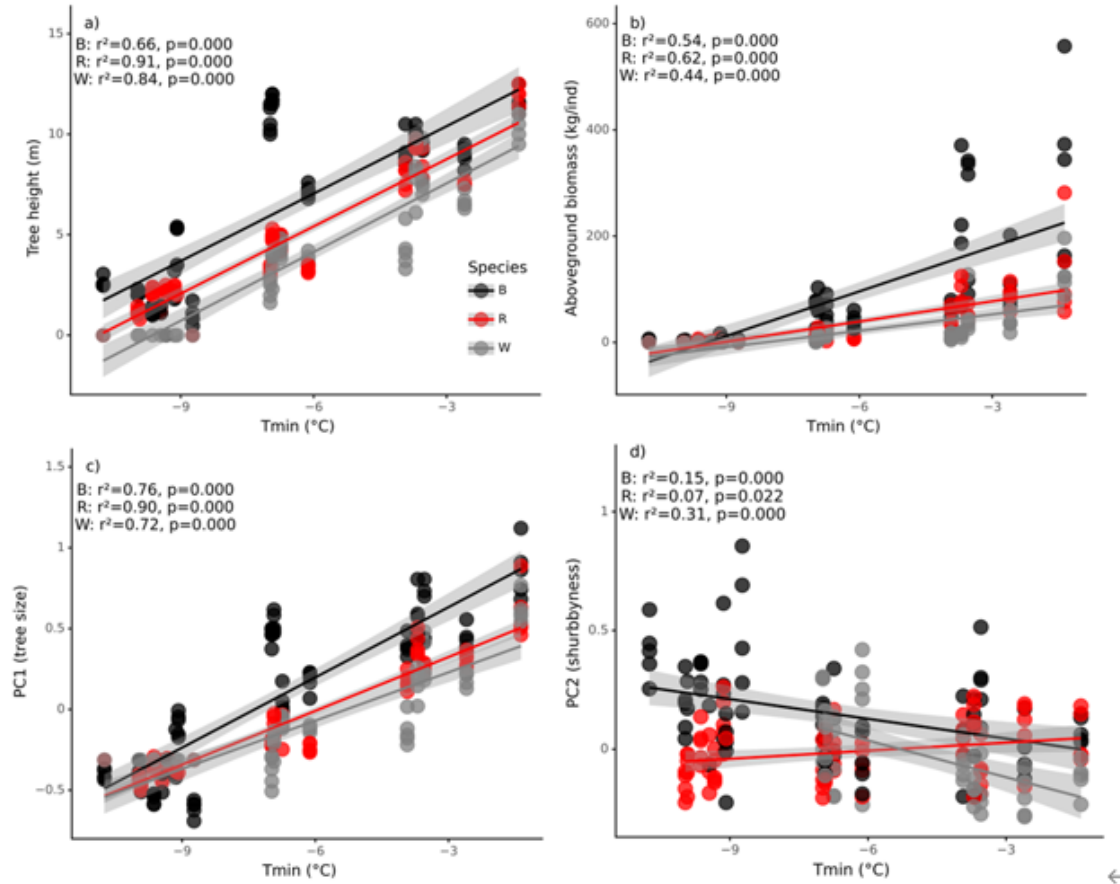 a)
B: r²=0.66, p=0.000
R: r²=0.91, p=0.000
W: r²=0.84, p=0.000
15
10
5
0
Tree height (m)
Species
B
R
W
−9
−6
−3
Tmin (°C)
b)
B: r²=0.54, p=0.000
R: r²=0.62, p=0.000
W: r²=0.44, p=0.000
600
400
200
0
Aboveground biomass (kg/ind)
−9
−6
−3
Tmin (°C)
c)
B: r²=0.76, p=0.000
R: r²=0.90, p=0.000
W: r²=0.72, p=0.000
1.5
1
0.5
0
−0.5
PC1 (tree size)
−9
−6
−3
Tmin (°C)
d)
B: r²=0.15, p=0.000
R: r²=0.07, p=0.022
W: r²=0.31, p=0.000
1
0.5
0
PC2 (shurbbyness)
−9
−6
−3
Tmin (°C)